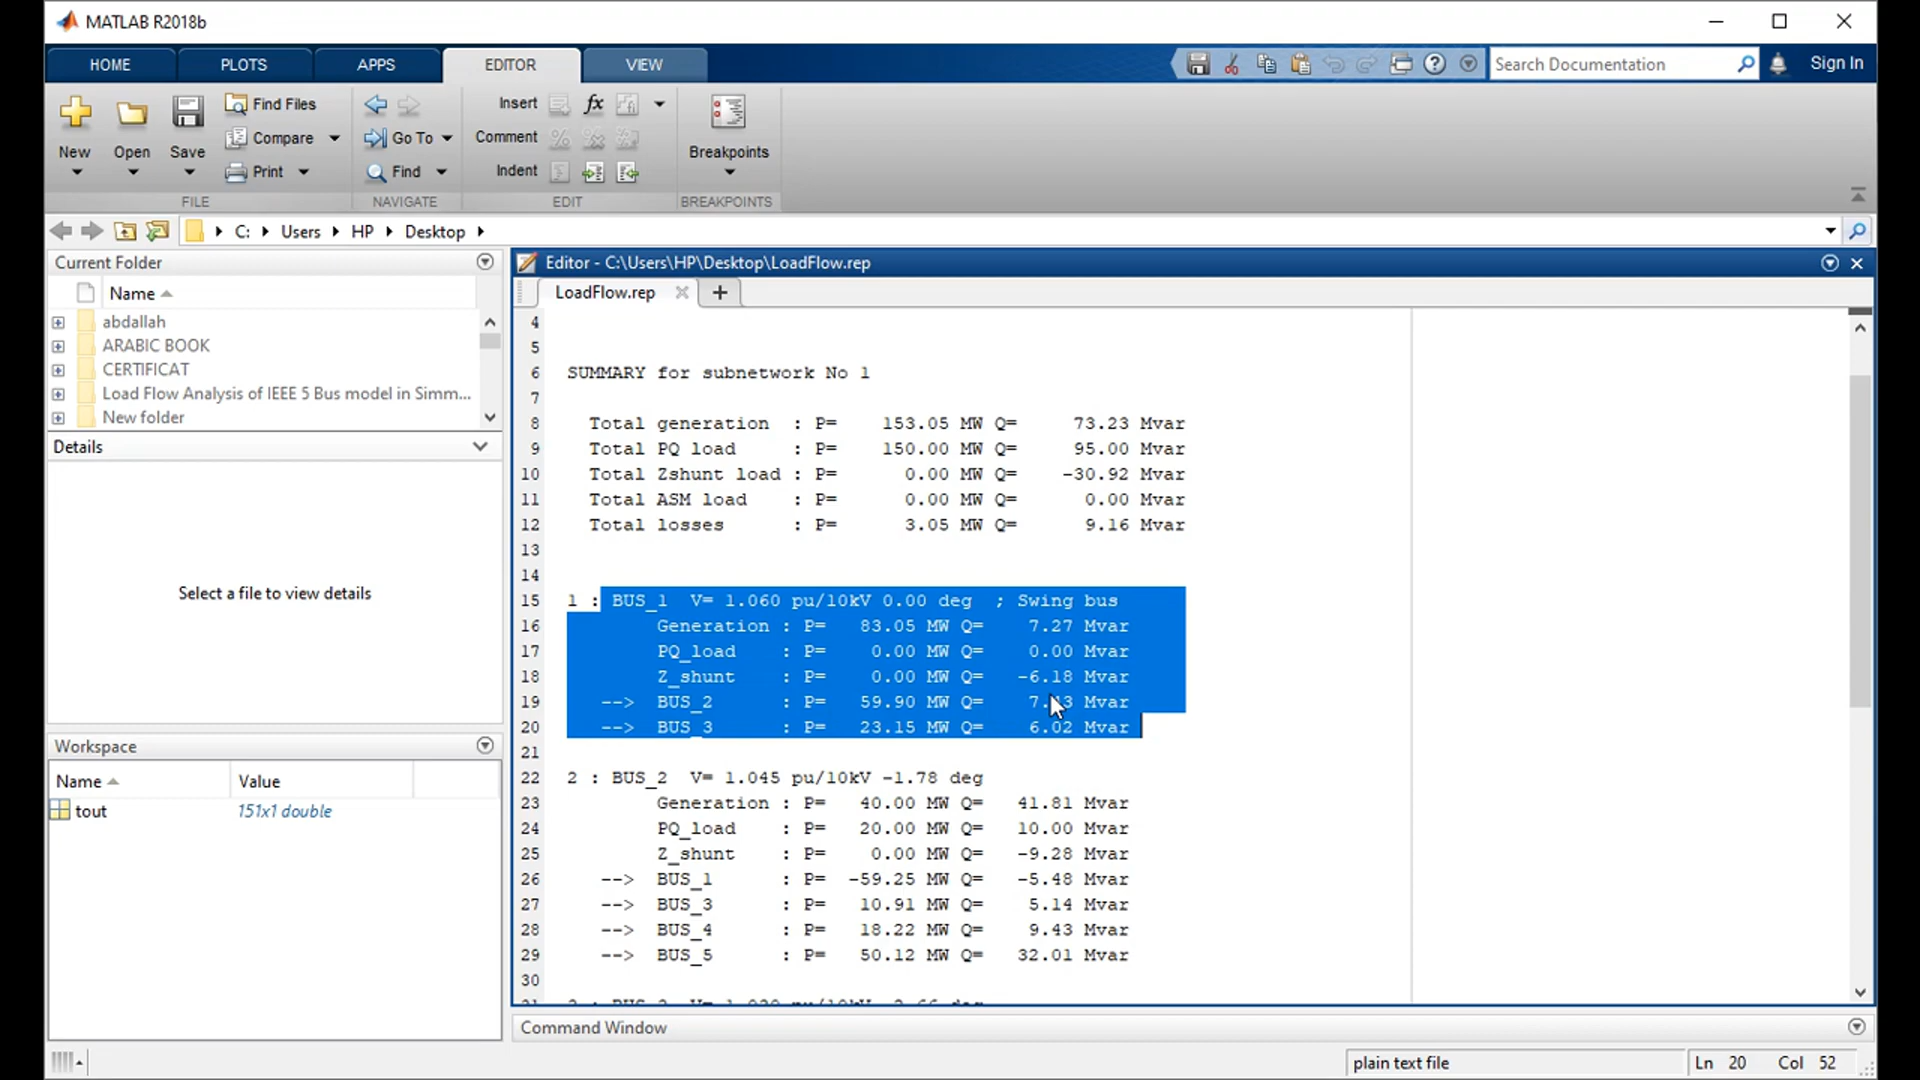 MATLAB R2018b
HOME PLOTS APPS EDITOR VIEW Search Documentation Sign In
New Open Save Find Files Compare Print Go To Find Insert fx Comment Indent Breakpoints
FILE NAVIGATE EDIT BREAKPOINTS
C: Users HP Desktop
Current Folder
Name
abdallah
ARABIC BOOK
CERTIFICAT
Load Flow Analysis of IEEE 5 Bus model in Simm...
New folder
Details
Select a file to view details
Workspace
Name Value
tout 151x1 double
Editor - C:\Users\HP\Desktop\LoadFlow.rep
LoadFlow.rep
4
5
6 SUMMARY for subnetwork No 1
7
8 Total generation : P= 153.05 MW Q= 73.23 Mvar
9 Total PQ load : P= 150.00 MW Q= 95.00 Mvar
10 Total Zshunt load : P= 0.00 MW Q= -30.92 Mvar
11 Total ASM load : P= 0.00 MW Q= 0.00 Mvar
12 Total losses : P= 3.05 MW Q= 9.16 Mvar
13
14
15 1 : BUS_1 V= 1.060 pu/10kV 0.00 deg ; Swing bus
16 Generation : P= 83.05 MW Q= 7.27 Mvar
17 PQ_load : P= 0.00 MW Q= 0.00 Mvar
18 Z_shunt : P= 0.00 MW Q= -6.18 Mvar
19 --> BUS_2 : P= 59.90 MW Q= Mvar
20 --> BUS_3 : P= 23.15 MW Q= 6.02 Mvar
21
22 2 : BUS_2 V= 1.045 pu/10kV -1.78 deg
23 Generation : P= 40.00 MW Q= 41.81 Mvar
24 PQ_load : P= 20.00 MW Q= 10.00 Mvar
25 Z_shunt : P= 0.00 MW Q= -9.28 Mvar
26 --> BUS_1 : P= -59.25 MW Q= -5.48 Mvar
27 --> BUS_3 : P= 10.91 MW Q= 5.14 Mvar
28 --> BUS_4 : P= 18.22 MW Q= 9.43 Mvar
29 --> BUS_5 : P= 50.12 MW Q= 32.01 Mvar
30
Command Window
plain text file Ln 20 Col 52